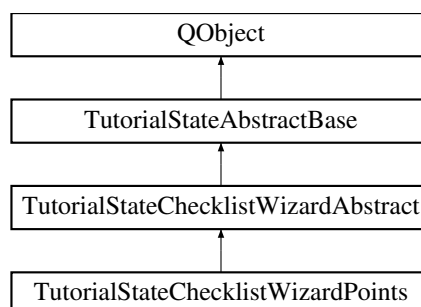 QObject
TutorialStateAbstractBase
TutorialStateChecklistWizardAbstract
TutorialStateChecklistWizardPoints